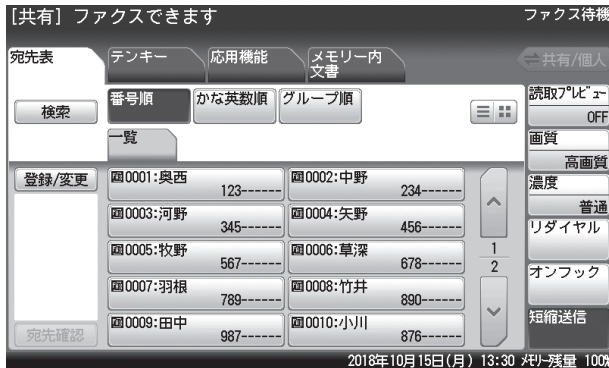 [共有] ファクスできます
ファクス待機
宛先表
テンキー
応用機能
メモリー内
文書
共有/個人
検索
番号順
かな英数順
グループ順
読取プレビュー
OFF
一覧
画質
高画質
登録/変更
0001:奥西
123------
0002:中野
234------
濃度
普通
0003:河野
345------
0004:矢野
456------
リダイヤル
0005:牧野
567------
0006:草深
678------
1
2
オンフック
0007:羽根
789------
0008:竹井
890------
0009:田中
987------
0010:小川
876------
短縮送信
宛先確認
2018年10月15日(月) 13:30 メモリー残量 100%